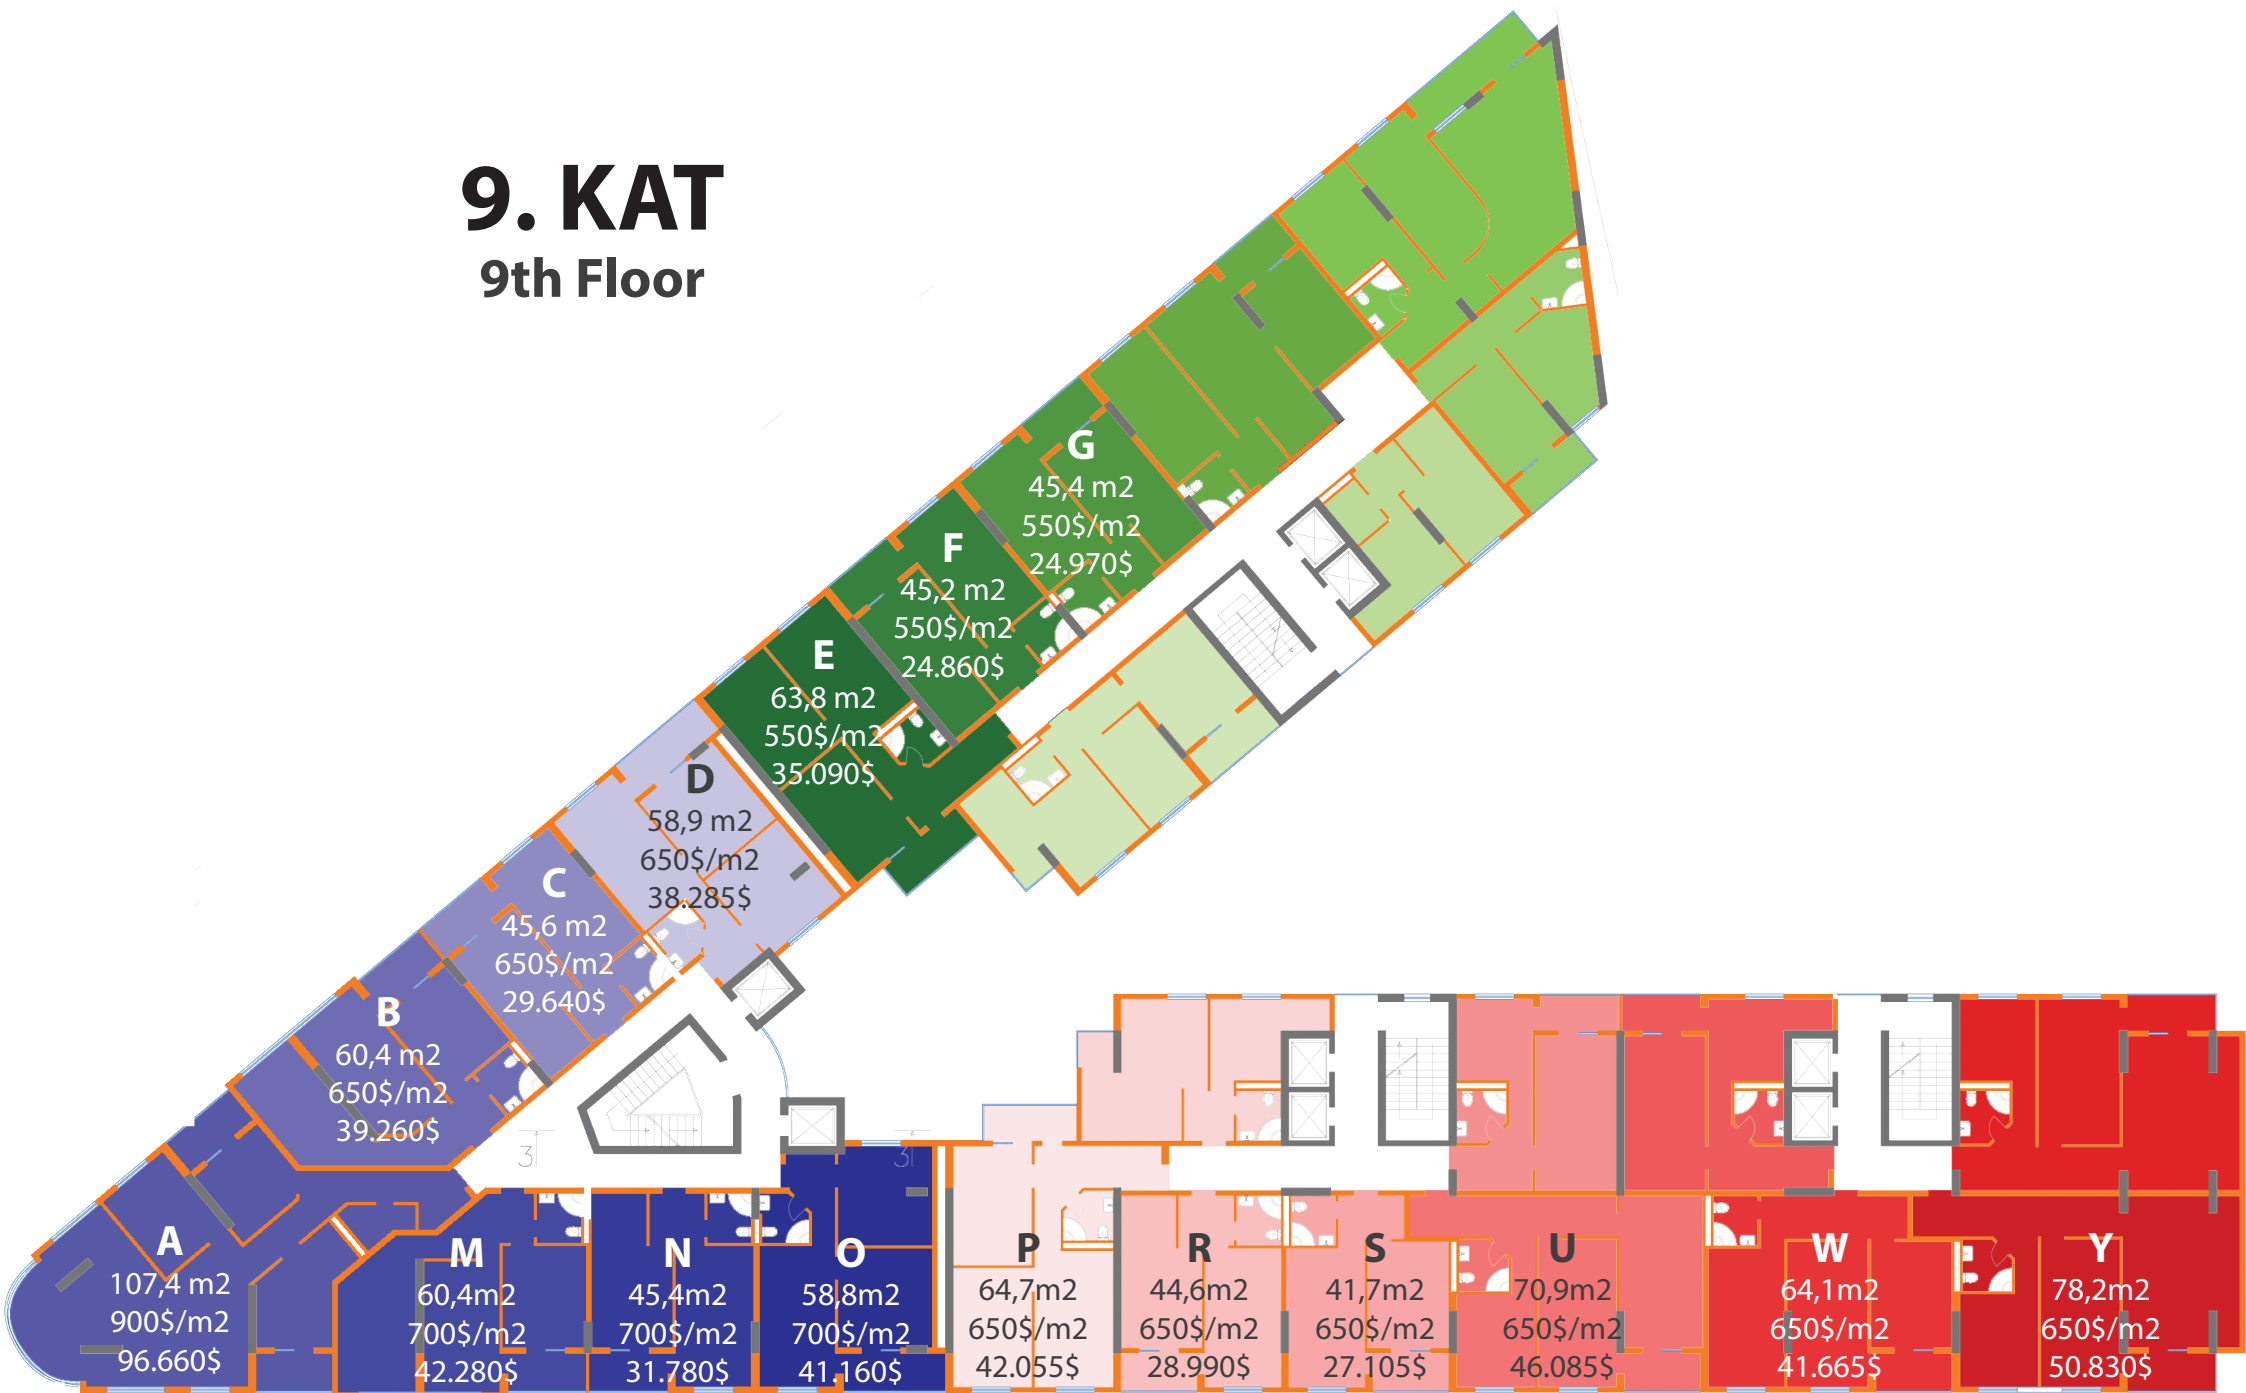 9. KAT
9th Floor
G
45,4 m2
550$/m2
24.970$
F
45,2 m2
550$/m2
24.860$
E
63,8 m2
550$/m2
35.090$
D
58,9 m2
650$/m2
38.285$
C
45,6 m2
650$/m2
29.640$
B
60,4 m2
650$/m2
39.260$
A
107,4 m2
900$/m2
96.660$
M
60,4m2
700$/m2
42.280$
N
45,4m2
700$/m2
31.780$
O
58,8m2
700$/m2
41.160$
P
64,7m2
650$/m2
42.055$
R
44,6m2
650$/m2
28.990$
S
41,7m2
650$/m2
27.105$
U
70,9m2
650$/m2
46.085$
W
64,1m2
650$/m2
41.665$
Y
78,2m2
650$/m2
50.830$
3
3